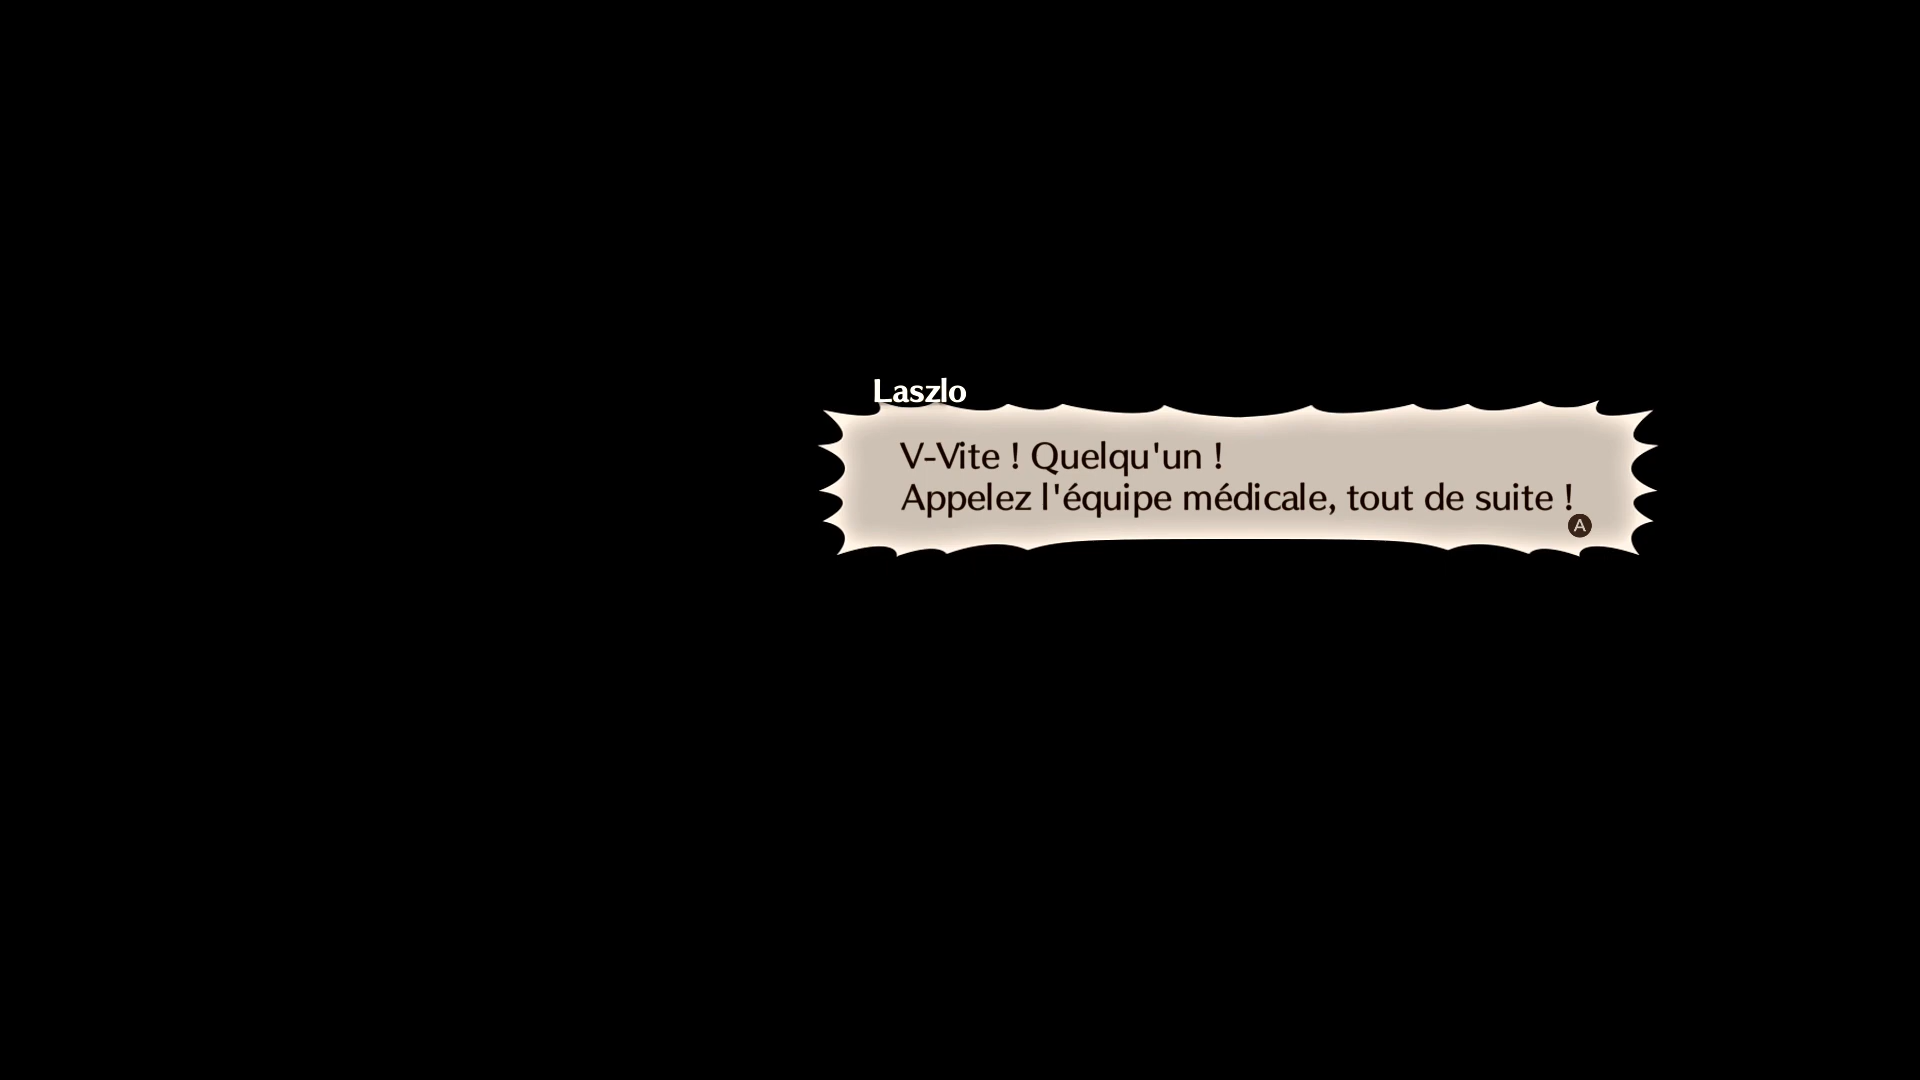 Laszlo
V-Vite ! Quelqu'un !
Appelez l'équipe médicale, tout de suite !
A